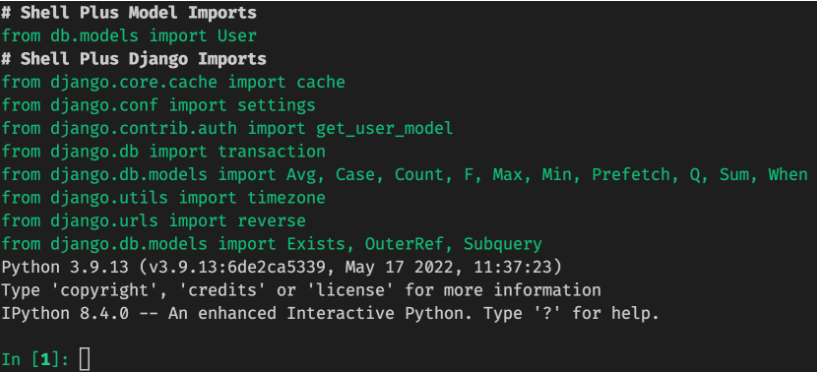 # Shell Plus Model Imports
from db.models import User
# Shell Plus Django Imports
from django.core.cache import cache
from django.conf import settings
from django.contrib.auth import get_user_model
from django.db import transaction
from django.db.models import Avg, Case, Count, F, Max, Min, Prefetch, Q, Sum, When
from django.utils import timezone
from django.urls import reverse
from django.db.models import Exists, OuterRef, Subquery
Python 3.9.13 (v3.9.13:6de2ca5339, May 17 2022, 11:37:23)
Type 'copyright', 'credits' or 'license' for more information
IPython 8.4.0 -- An enhanced Interactive Python. Type '?' for help.
In [1]: